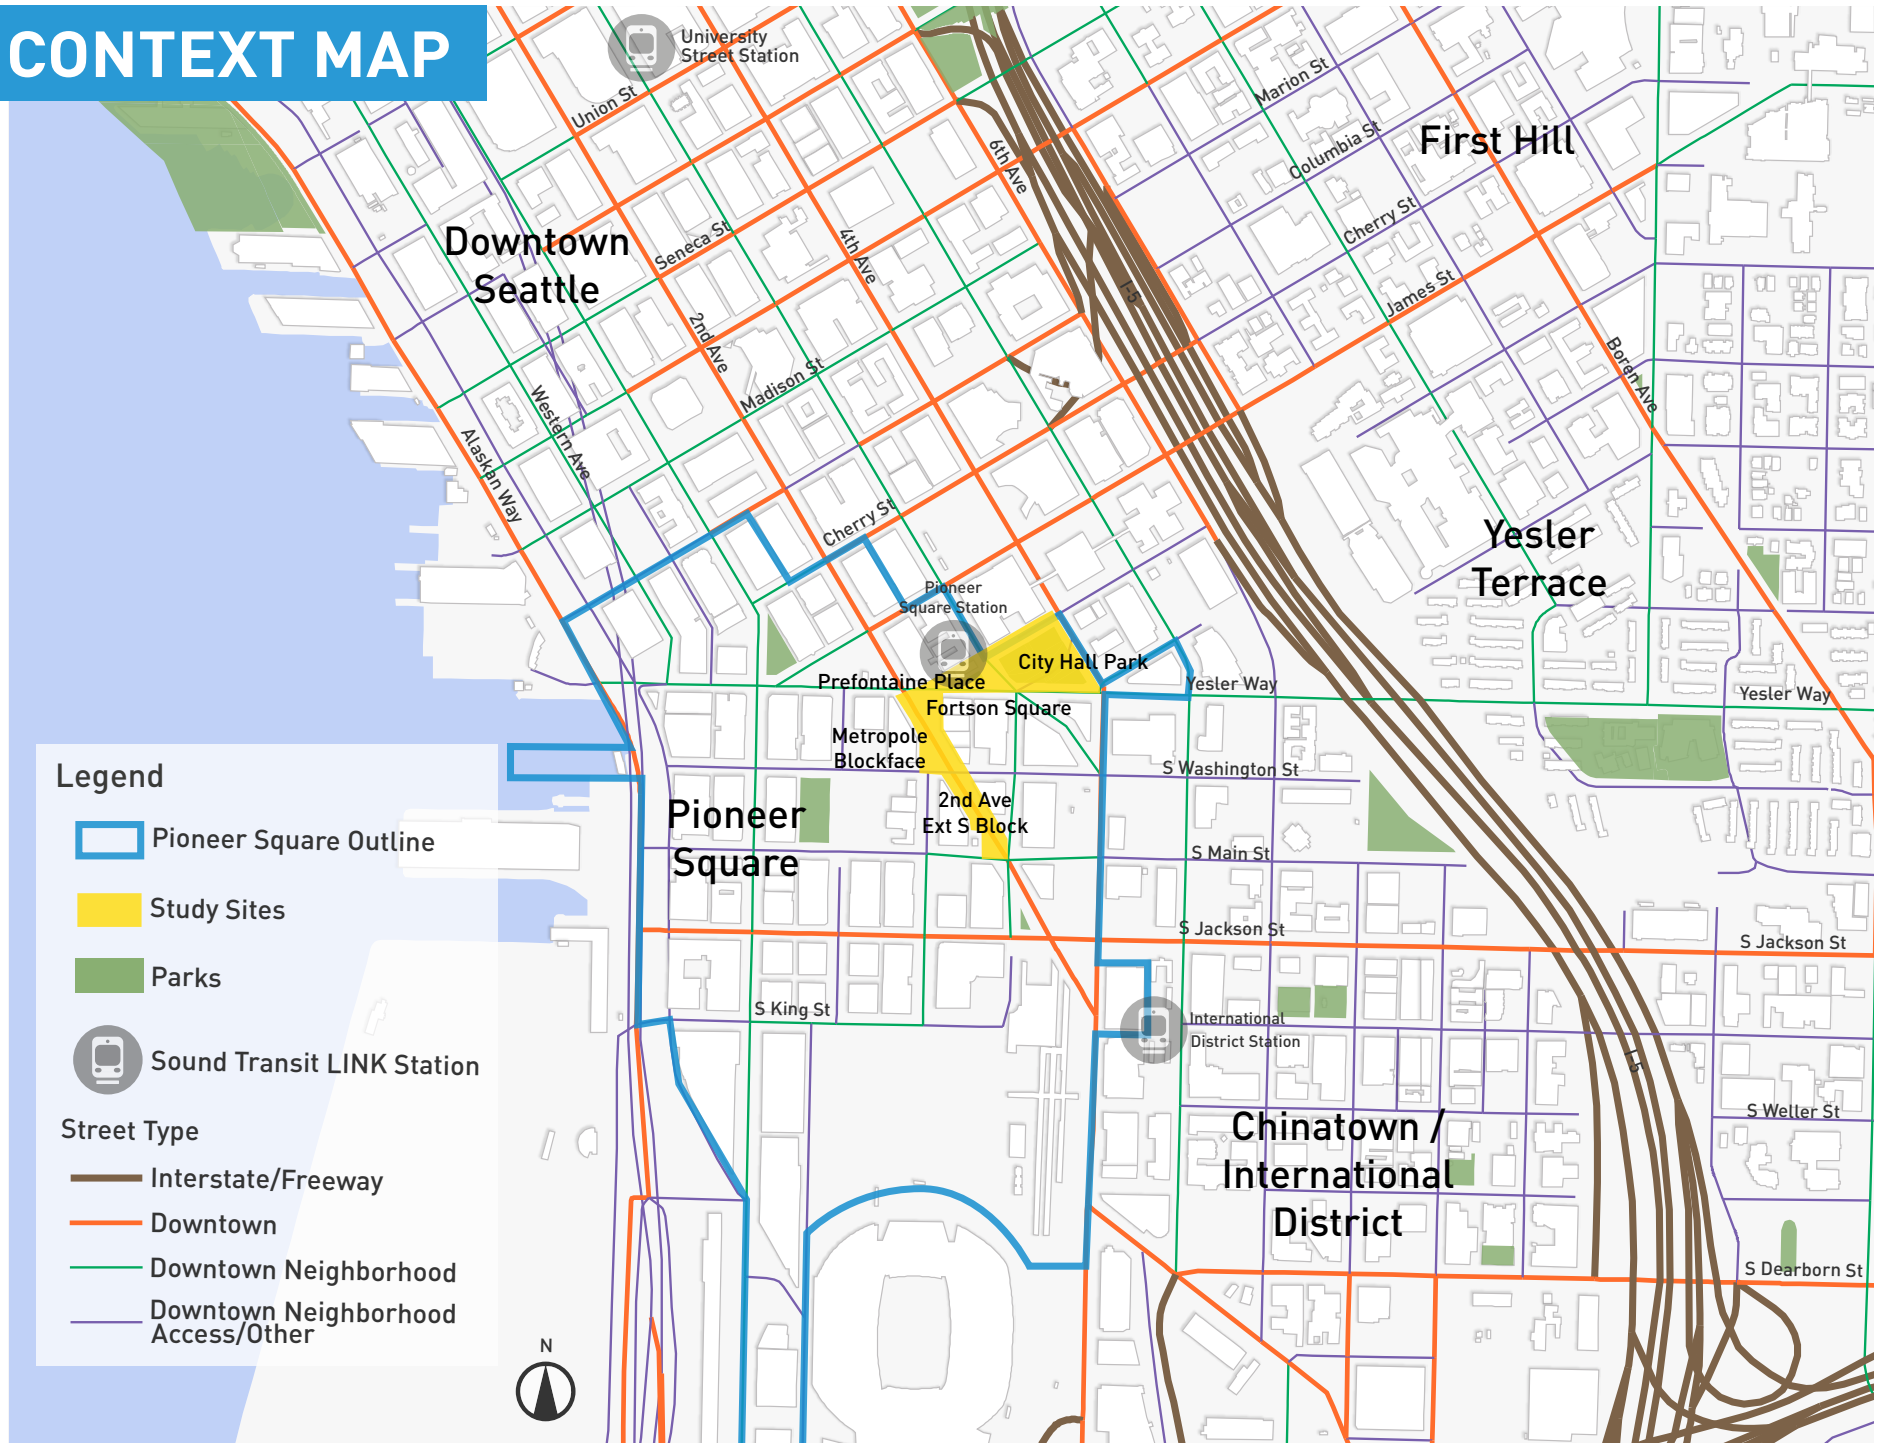 CONTEXT MAP
University
Street Station
Union St
Marion St
Columbia St
First Hill
6th Ave
Downtown
Seattle
Seneca St
4th Ave
Cherry St
James St
I-5
2nd Ave
Madison St
Boren Ave
Western Ave
Alaskan Way
Cherry St
Yesler
Terrace
Pioneer
Square Station
City Hall Park
Prefontaine Place
Yesler Way
Yesler Way
Fortson Square
Metropole
Blockface
S Washington St
2nd Ave
Ext S Block
Pioneer
Square
S Main St
S Jackson St
S Jackson St
S King St
International
District Station
I-5
Chinatown /
International
District
S Weller St
S Dearborn St
Legend
Pioneer Square Outline
Study Sites
Parks
Sound Transit LINK Station
Street Type
Interstate/Freeway
Downtown
Downtown Neighborhood
Downtown Neighborhood
Access/Other
N